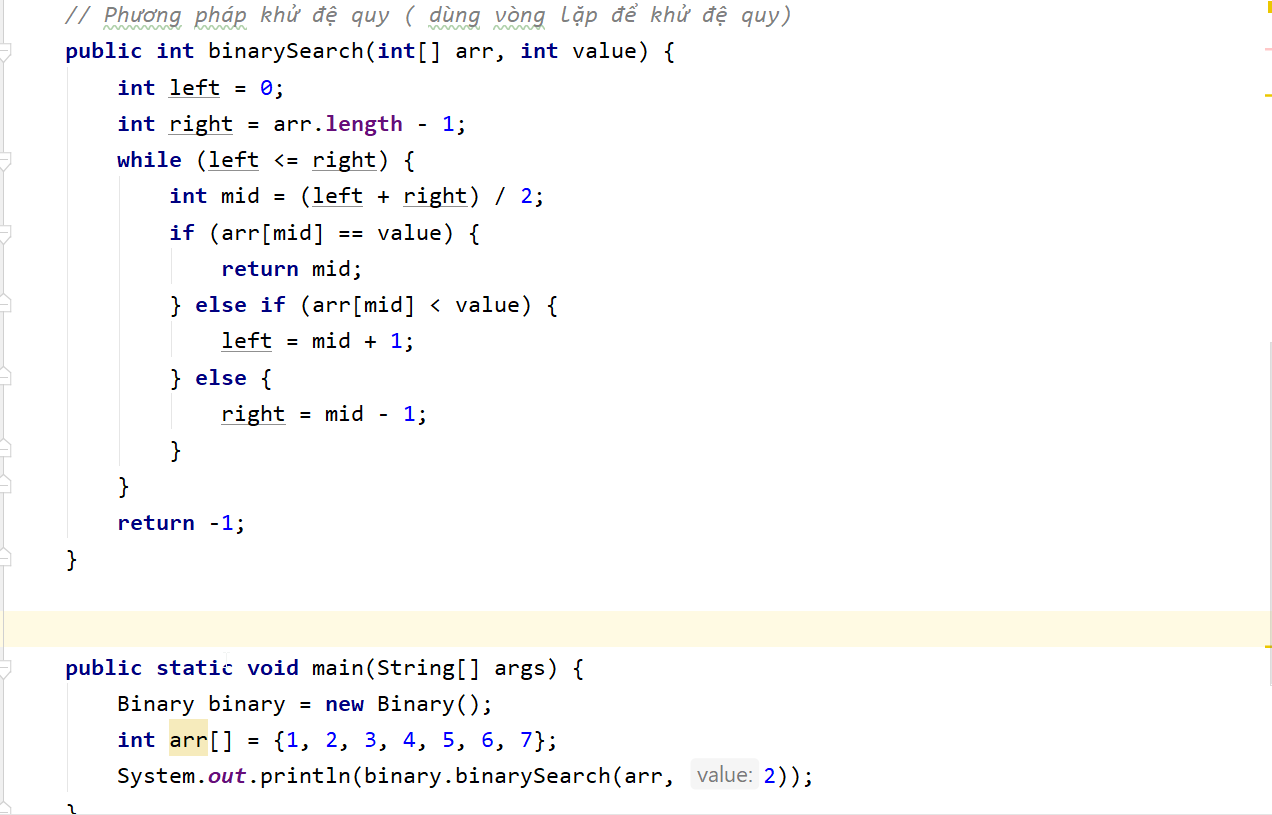 // Phương pháp khử đệ quy ( dùng vòng lặp để khử đệ quy)
public int binarySearch(int[] arr, int value) {
int left = 0;
int right = arr.length - 1;
while (left <= right) {
int mid = (left + right) / 2;
if (arr[mid] == value) {
return mid;
} else if (arr[mid] < value) {
left = mid + 1;
} else {
right = mid - 1;
}
}
return -1;
}
public static void main(String[] args) {
Binary binary = new Binary();
int arr[] = {1, 2, 3, 4, 5, 6, 7};
System.out.println(binary.binarySearch(arr, value: 2));
}